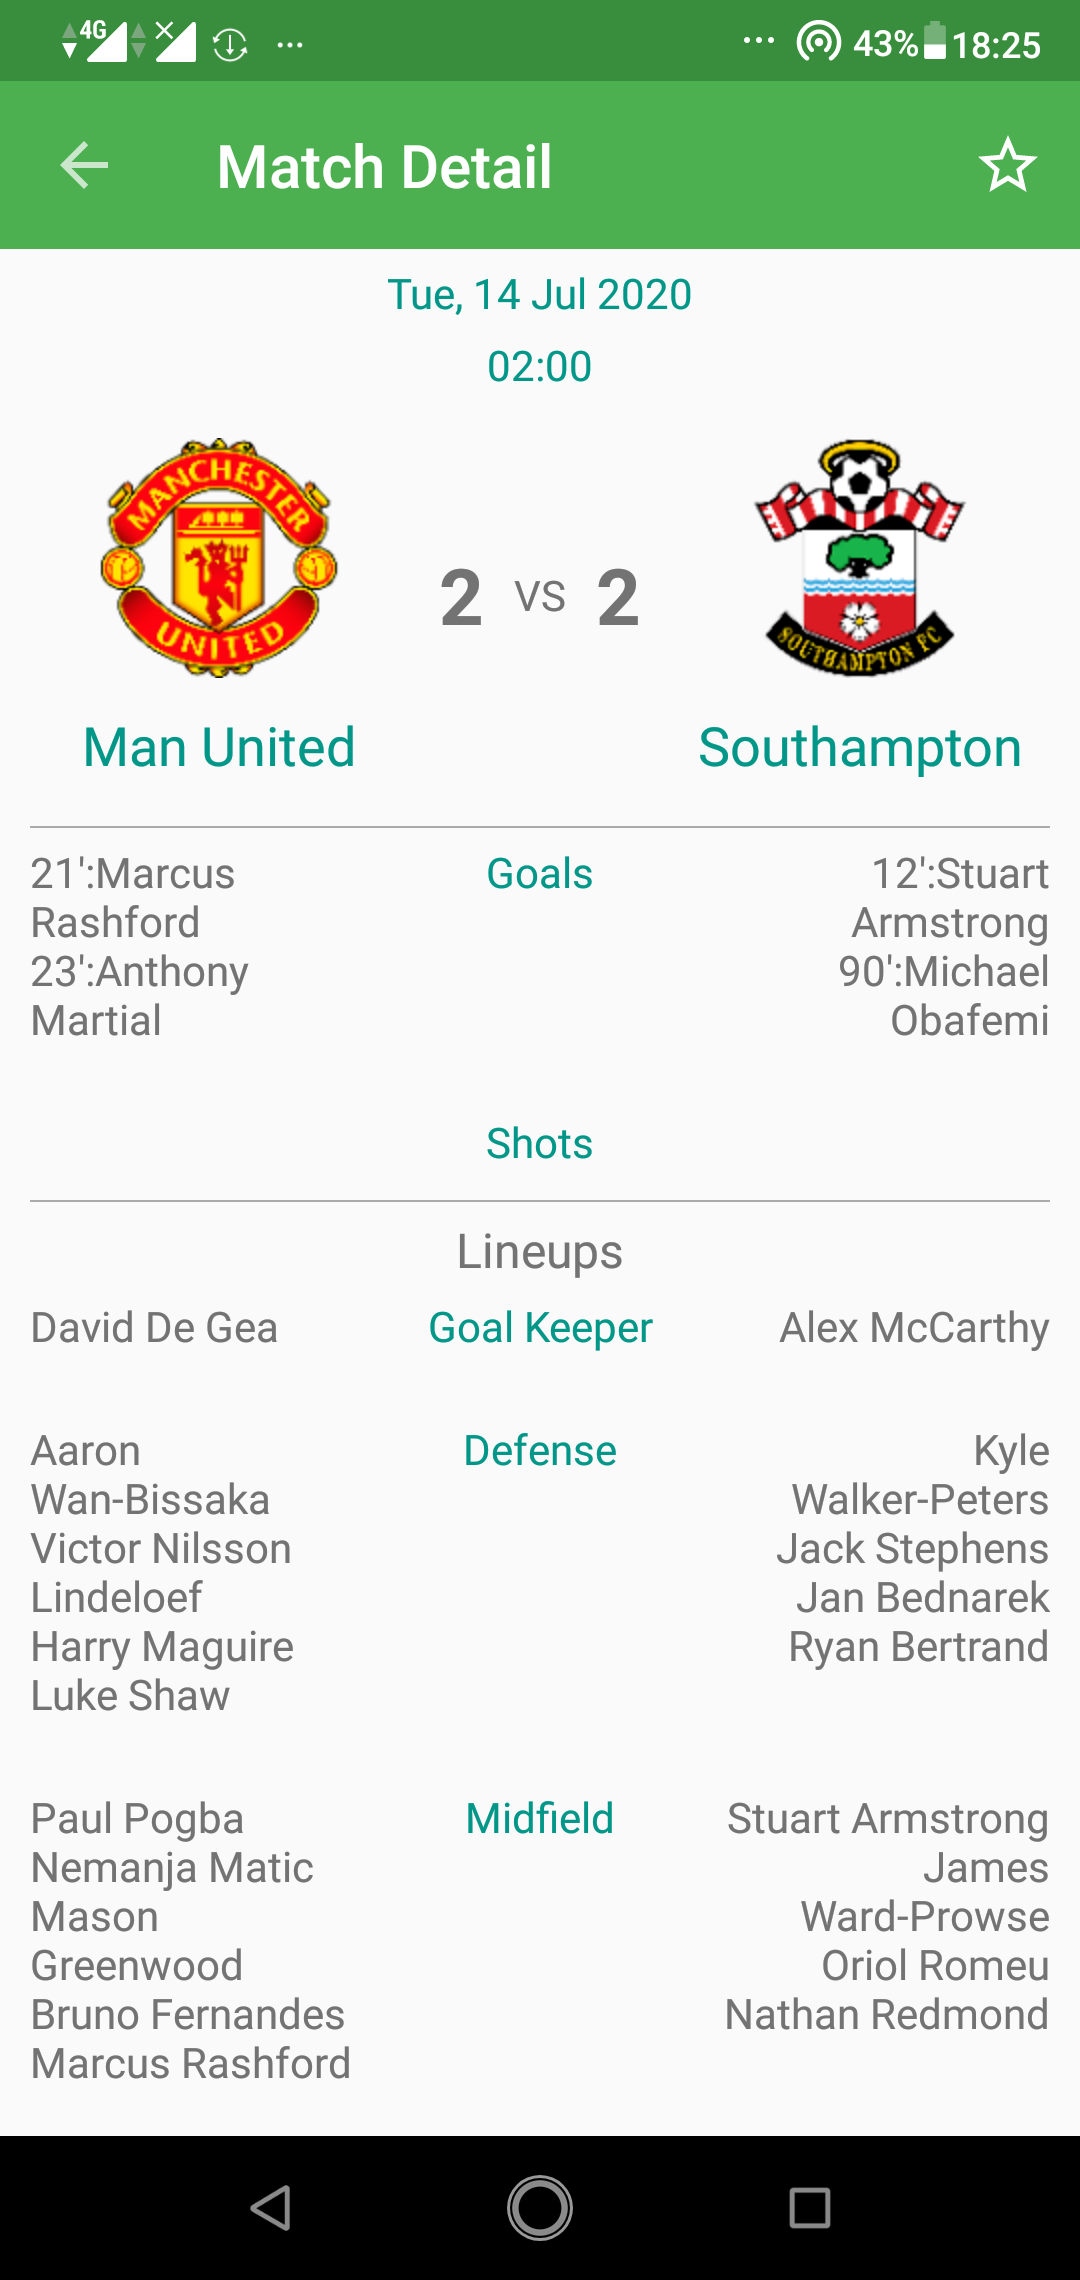 4G 43% 18:25
Match Detail
Tue, 14 Jul 2020
02:00
MANCHESTER
UNITED
2 VS 2
SOUTHAMPTON FC
Man United Southampton
21':Marcus Goals 12':Stuart
Rashford Armstrong
23':Anthony 90':Michael
Martial Obafemi
Shots
Lineups
David De Gea Goal Keeper Alex McCarthy
Aaron Defense Kyle
Wan-Bissaka Walker-Peters
Victor Nilsson Jack Stephens
Lindeloef Jan Bednarek
Harry Maguire Ryan Bertrand
Luke Shaw
Paul Pogba Midfield Stuart Armstrong
Nemanja Matic James
Mason Ward-Prowse
Greenwood Oriol Romeu
Bruno Fernandes Nathan Redmond
Marcus Rashford